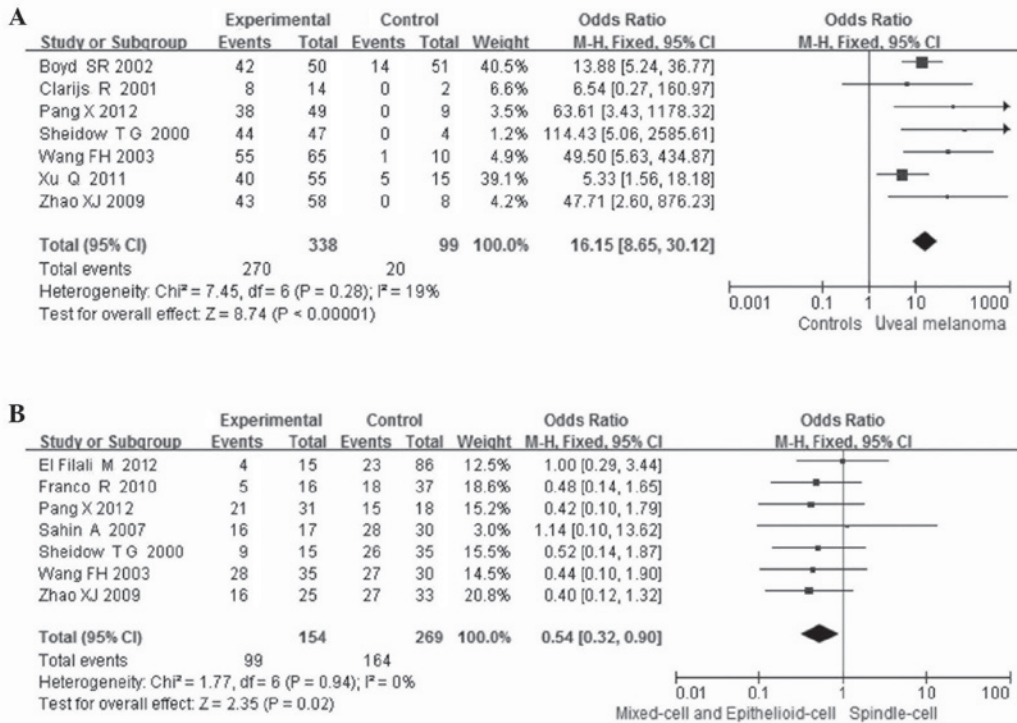 A
Experimental Control Odds Ratio Odds Ratio
Study or Subgroup Events Total Events Total Weight M-H, Fixed, 95% CI M-H, Fixed, 95% CI
Boyd SR 2002 42 50 14 51 40.5% 13.88 [5.24, 36.77]
Clarijs R 2001 8 14 0 2 6.6% 6.54 [0.27, 160.97]
Pang X 2012 38 49 0 9 3.5% 63.61 [3.43, 1178.32]
Sheidow T G 2000 44 47 0 4 1.2% 114.43 [5.06, 2585.61]
Wang FH 2003 55 65 1 10 4.9% 49.50 [5.63, 434.87]
Xu Q 2011 40 55 5 15 39.1% 5.33 [1.56, 18.18]
Zhao XJ 2009 43 58 0 8 4.2% 47.71 [2.60, 876.23]
Total (95% CI) 338 99 100.0% 16.15 [8.65, 30.12]
Total events 270 20
Heterogeneity: Chi² = 7.45, df = 6 (P = 0.28); I² = 19%
Test for overall effect: Z = 8.74 (P < 0.00001)
0.001 0.1 1 10 1000
Controls Uveal melanoma
B
Experimental Control Odds Ratio Odds Ratio
Study or Subgroup Events Total Events Total Weight M-H, Fixed, 95% CI M-H, Fixed, 95% CI
El Filali M 2012 4 15 23 86 12.5% 1.00 [0.29, 3.44]
Franco R 2010 5 16 18 37 18.6% 0.48 [0.14, 1.65]
Pang X 2012 21 31 15 18 15.2% 0.42 [0.10, 1.79]
Sahin A 2007 16 17 28 30 3.0% 1.14 [0.10, 13.62]
Sheidow T G 2000 9 15 26 35 15.5% 0.52 [0.14, 1.87]
Wang FH 2003 28 35 27 30 14.5% 0.44 [0.10, 1.90]
Zhao XJ 2009 16 25 27 33 20.8% 0.40 [0.12, 1.32]
Total (95% CI) 154 269 100.0% 0.54 [0.32, 0.90]
Total events 99 164
Heterogeneity: Chi² = 1.77, df = 6 (P = 0.94); I² = 0%
Test for overall effect: Z = 2.35 (P = 0.02)
0.01 0.1 1 10 100
Mixed-cell and Epithelioid-cell Spindle-cell